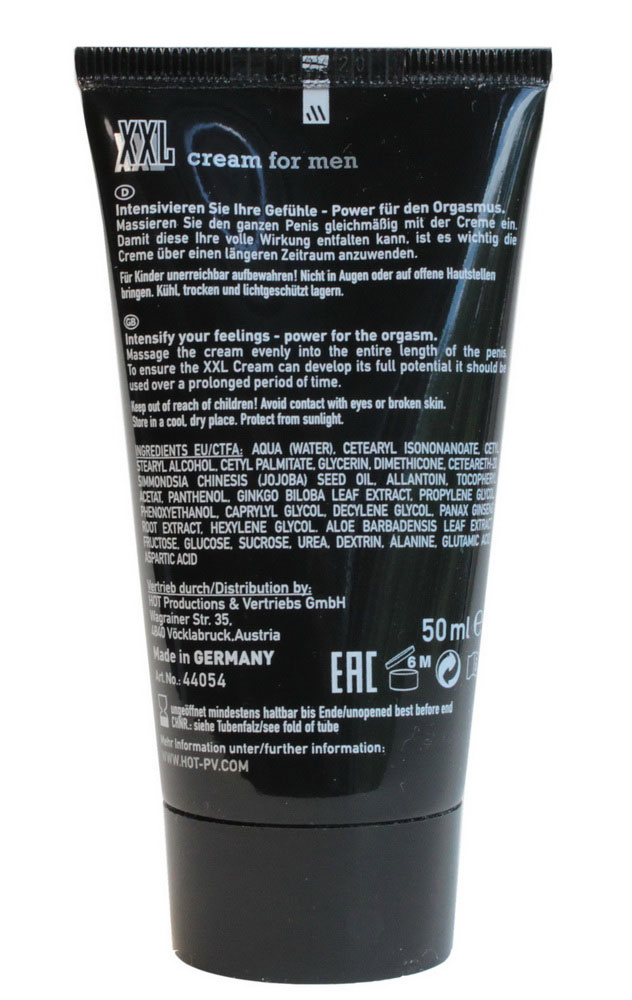 XXL cream for men
D
Intensivieren Sie Ihre Gefühle - Power für den Orgasmus.
Massieren Sie den ganzen Penis gleichmäßig mit der Creme ein.
Damit diese Ihre volle Wirkung entfalten kann, ist es wichtig die
Creme über einen längeren Zeitraum anzuwenden.
Für Kinder unerreichbar aufbewahren! Nicht in Augen oder auf offene Hautstellen
bringen. Kühl, trocken und lichtgeschützt lagern.
GB
Intensify your feelings - power for the orgasm.
Massage the cream evenly into the entire length of the penis.
To ensure the XXL Cream can develop its full potential it should be
used over a prolonged period of time.
Keep out of reach of children! Avoid contact with eyes or broken skin.
Store in a cool, dry place. Protect from sunlight.
INGREDIENTS EU/CTFA: AQUA (WATER), CETEARYL ISONONANOATE, CETYL
STEARYL ALCOHOL, CETYL PALMITATE, GLYCERIN, DIMETHICONE,
SIMMONDSIA CHINESIS (JOJOBA) SEED OIL, ALLANTOIN, TOCOPHERYL
ACETAT, PANTHENOL, GINKGO BILOBA LEAF EXTRACT, PROPYLENE GLYCOL,
PHENOXYETHANOL, CAPRYLYL GLYCOL, DECYLENE GLYCOL, PANAX GINSENG
ROOT EXTRACT, HEXYLENE GLYCOL, ALOE BARBADENSIS LEAF EXTRACT,
FRUCTOSE, GLUCOSE, SUCROSE, UREA, DEXTRIN, ALANINE, GLUTAMIC ACID,
ASPARTIC ACID
Vertrieb durch/Distribution by:
HOT Productions & Vertriebs GmbH
Wagrainer Str. 35,
4840 Vöcklabruck,Austria
50 ml e
Made in GERMANY
EAC 6 M
Art.No.: 44054
ungeöffnet mindestens haltbar bis Ende/unopened best before end
CHNR.: siehe Tubenfalz/see fold of tube
Mehr Information unter/further information:
WWW.HOT-PV.COM